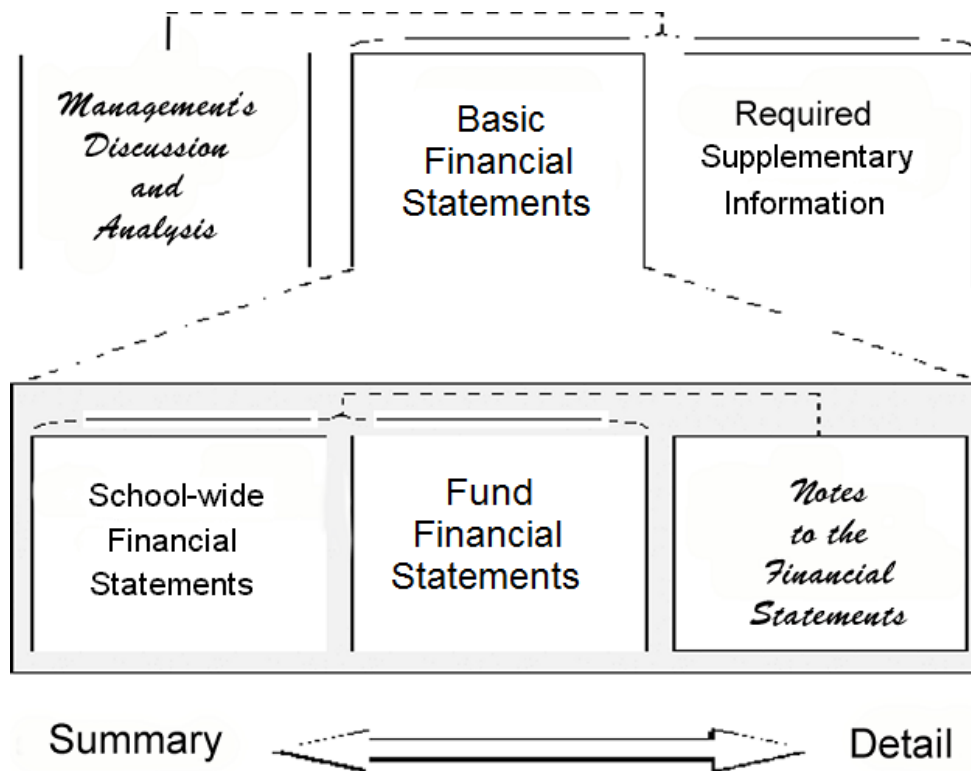 Management's
Discussion
and
Analysis
Basic
Financial
Statements
Required
Supplementary
Information
School-wide
Financial
Statements
Fund
Financial
Statements
Notes
to the
Financial
Statements
Summary
Detail